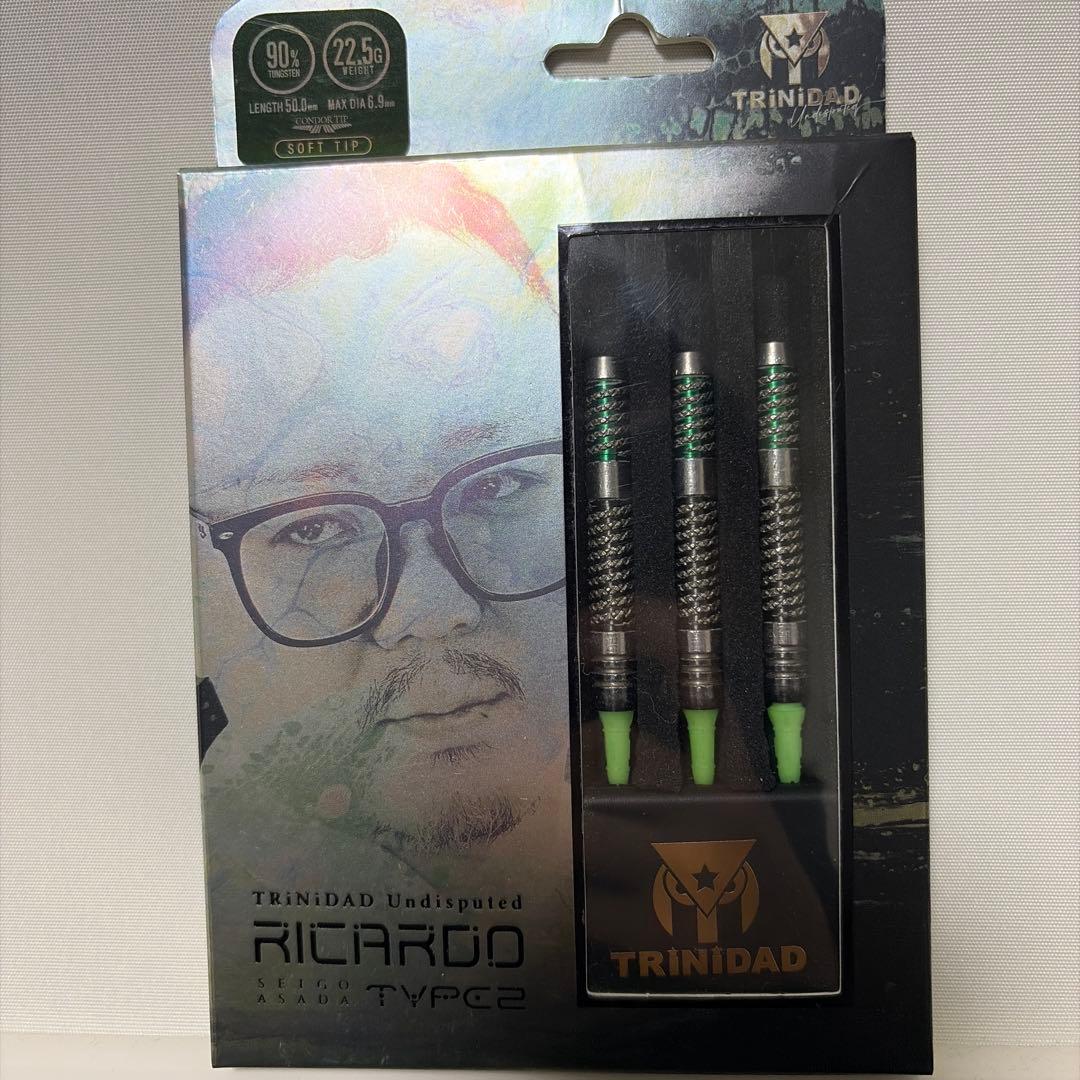 90%
TUNGSTEN
22.5G
WEIGHT
LENGTH 50.0mm MAX DIA 6.9mm
CONDOR TIP
SOFT TIP
TRiNiDAD
Undisputed
TRiNiDAD Undisputed
RICARDO
SEIGO
ASADA
TYPE2
TRiNiDAD